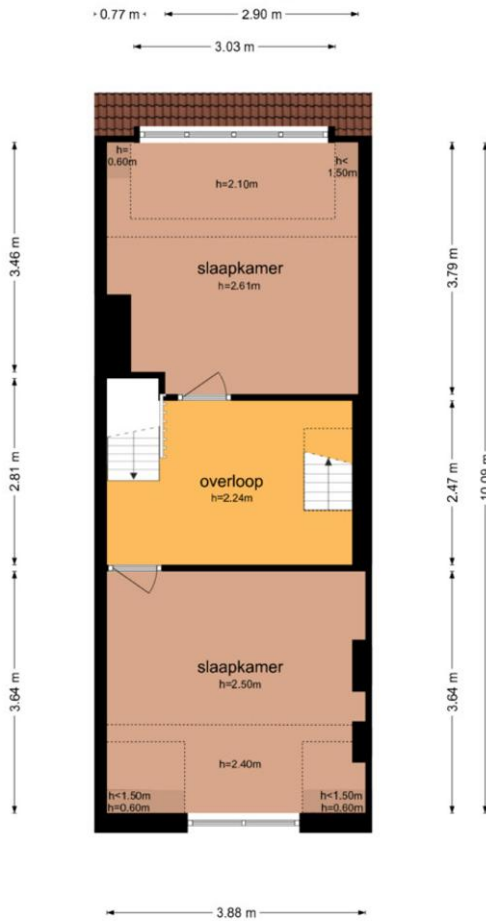 0.77 m
2.90 m
3.03 m
h=
0.60m
h<
1.50m
h=2.10m
3.46 m
3.79 m
slaapkamer
h=2.61m
2.81 m
overloop
h=2.24m
2.47 m
10.09 m
slaapkamer
h=2.50m
3.64 m
3.64 m
h=2.40m
h<1.50m
h=0.60m
h<1.50m
h=0.60m
3.88 m